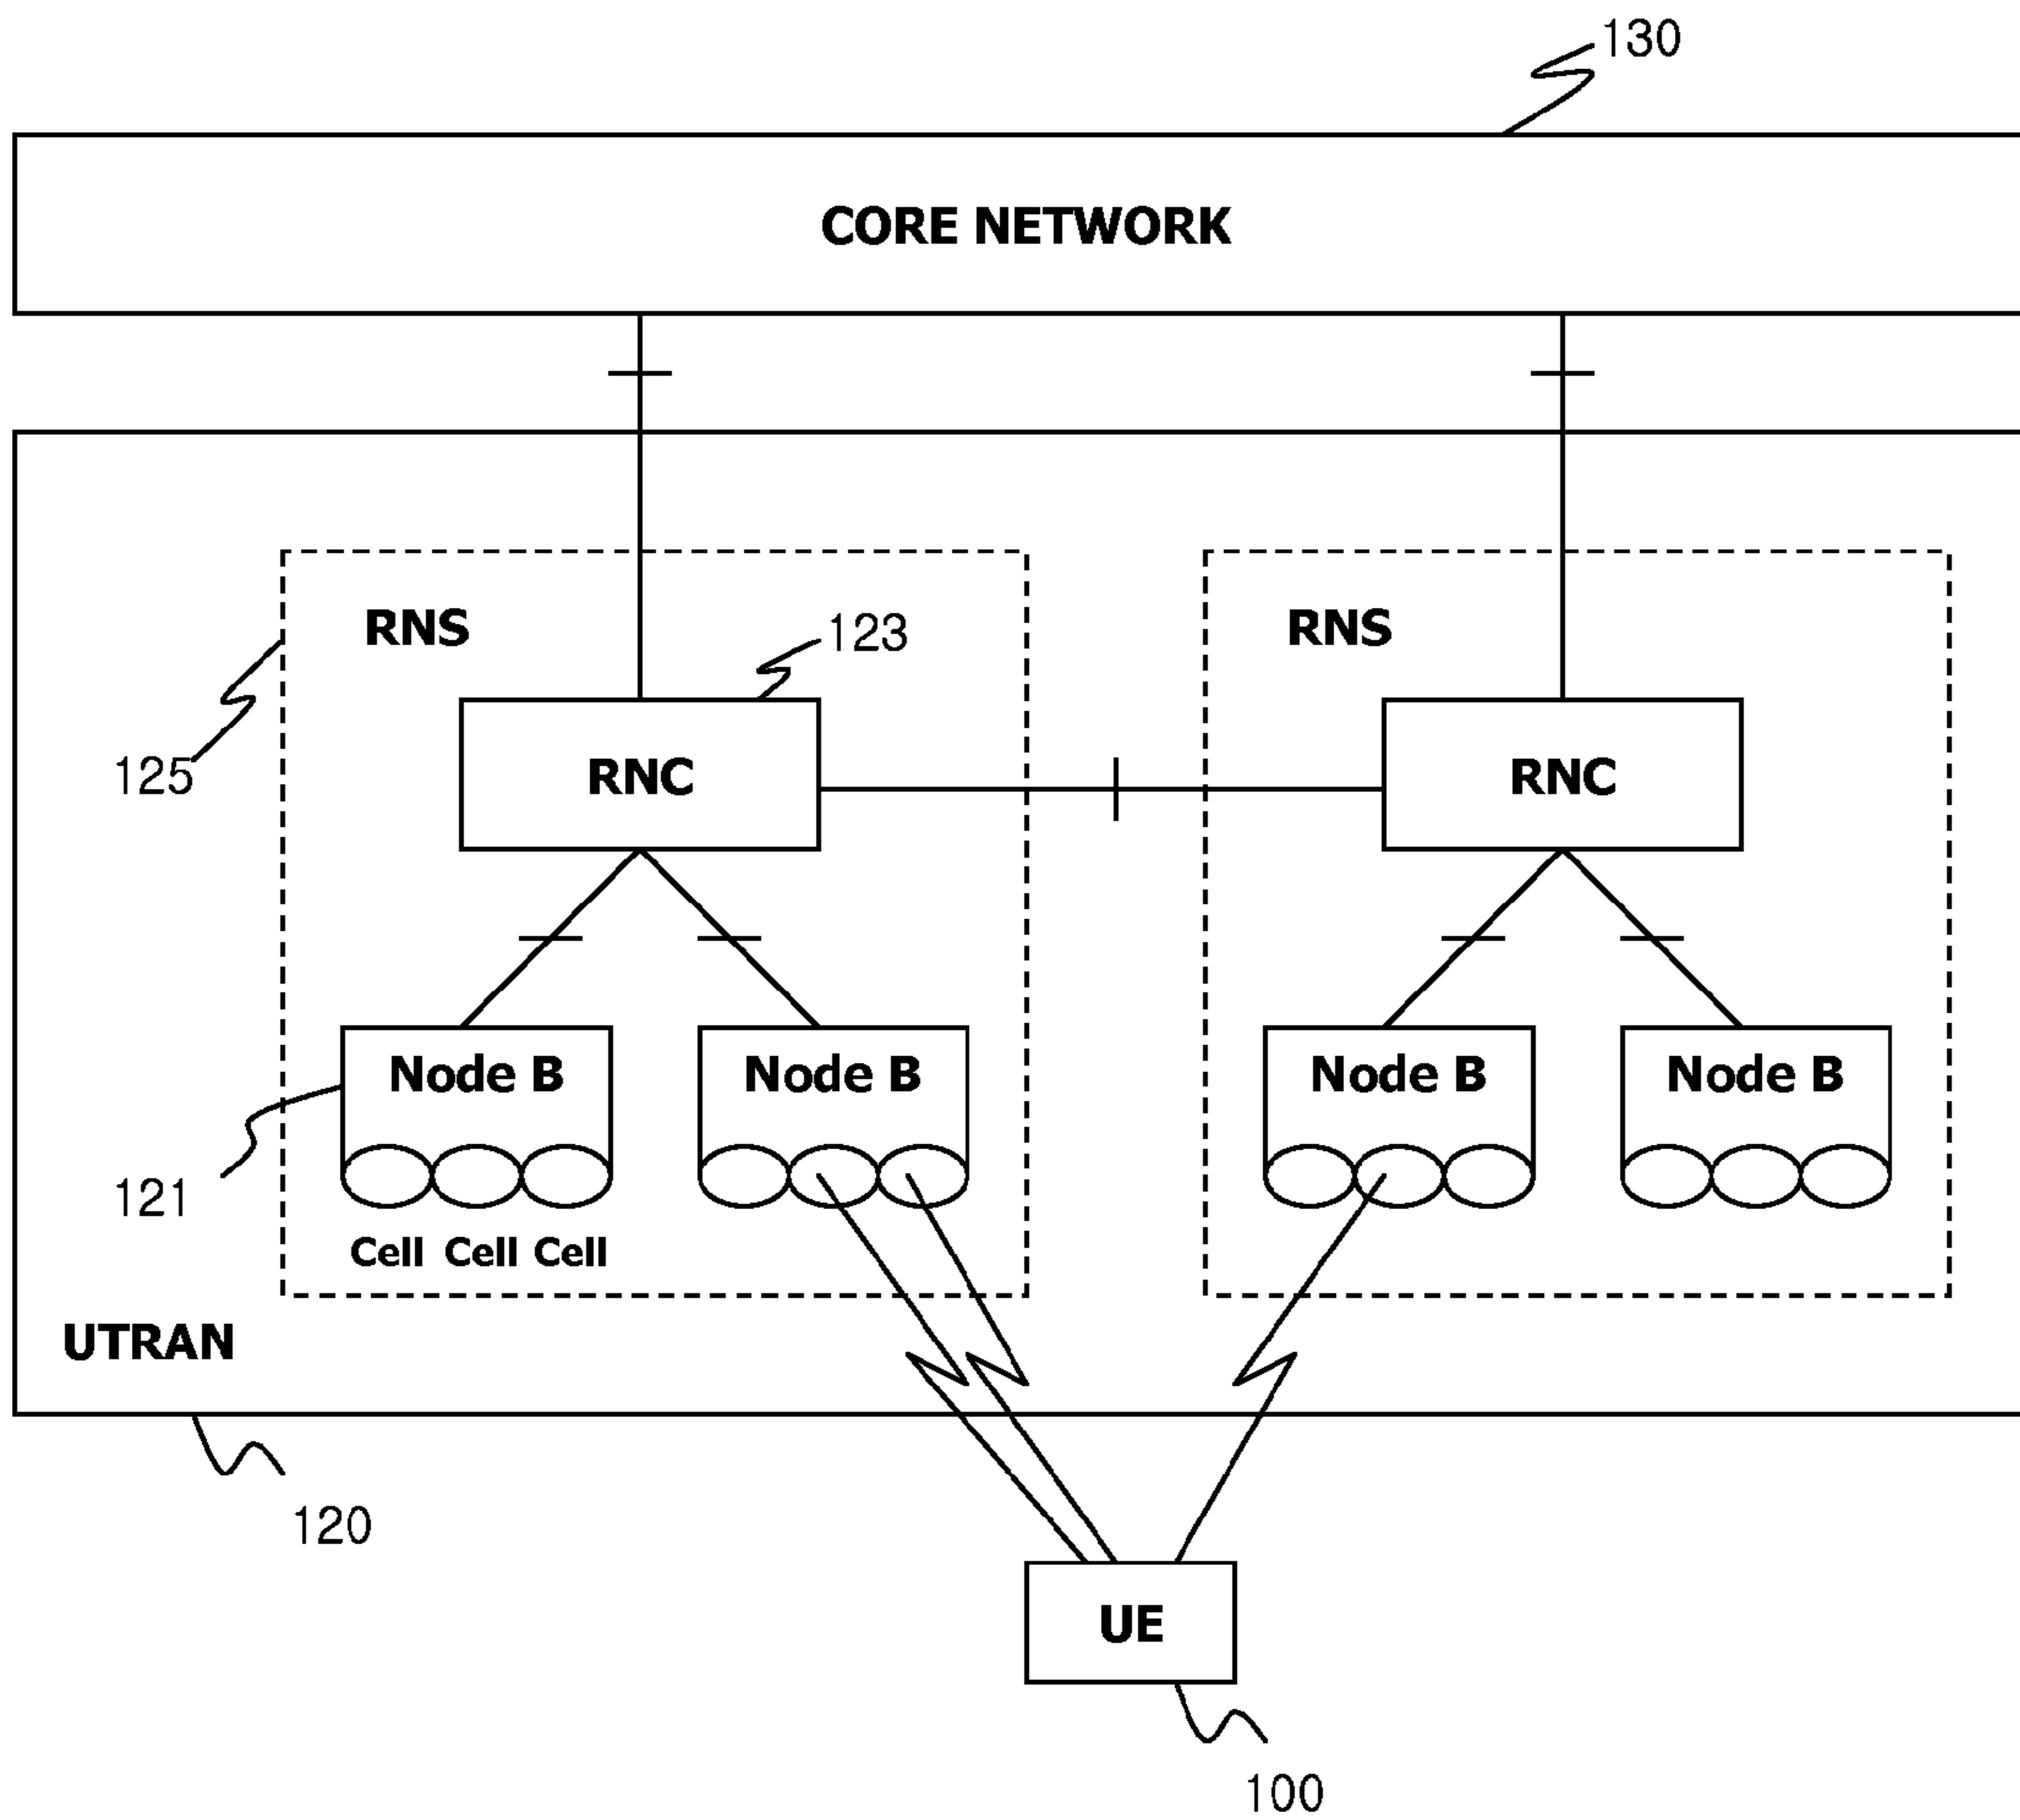 130
CORE NETWORK
RNS
RNS
123
125
RNC
RNC
Node B
Node B
Node B
Node B
121
Cell Cell Cell
UTRAN
120
UE
100